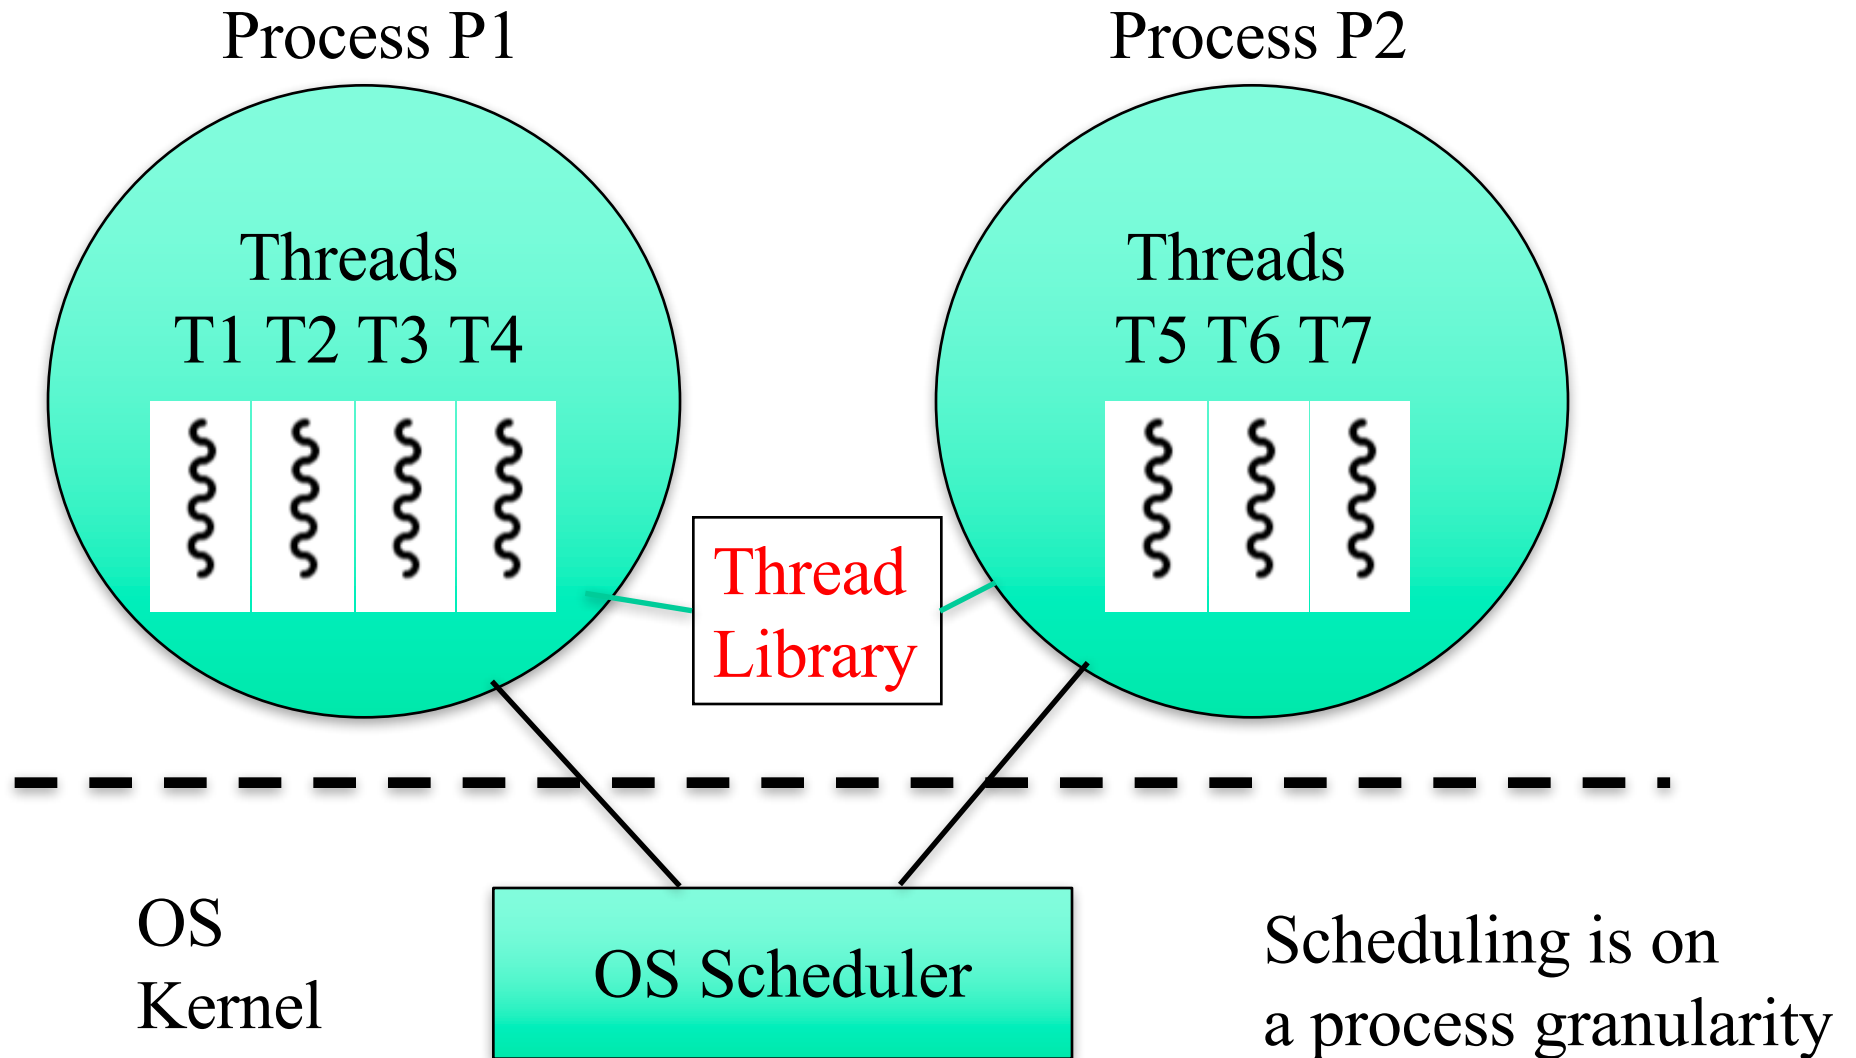 Process P1
Process P2
Threads
T1 T2 T3 T4
Threads
T5 T6 T7
Thread
Library
OS
Kernel
OS Scheduler
Scheduling is on
a process granularity